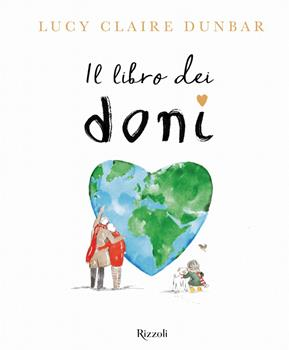 LUCY CLAIRE DUNBAR
Il libro dei
doni
Rizzoli